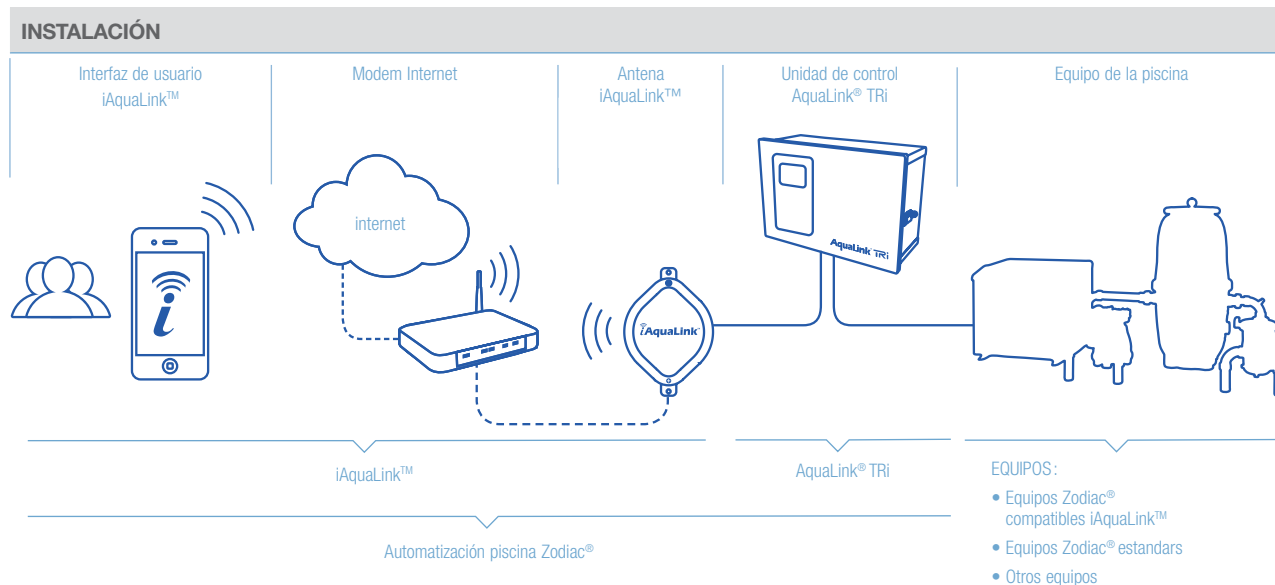 INSTALACIÓN
Interfaz de usuario
iAquaLink™
Modem Internet
Antena
iAquaLink™
Unidad de control
AquaLink® TRi
Equipo de la piscina
internet
AquaLink TRi
iAquaLink™
i
iAquaLink™
AquaLink® TRi
Automatización piscina Zodiac®
EQUIPOS :
• Equipos Zodiac®
compatibles iAquaLink™
• Equipos Zodiac® estandars
• Otros equipos